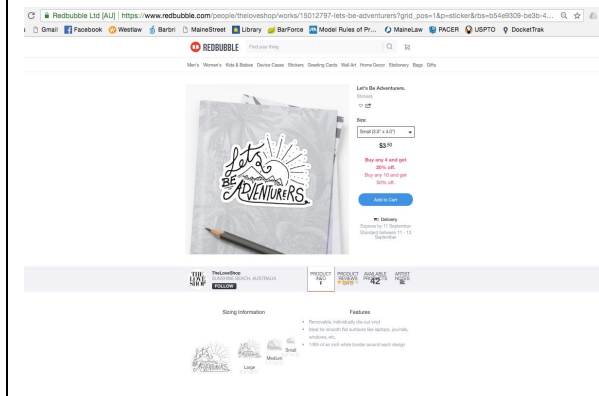 Redbubble Ltd [AU] | https://www.redbubble.com/people/theloveshop/works/15012797-lets-be-adventurers?grid_pos=1&p=sticker&rbs=b54e9309-be3b-4...
Gmail Facebook Westlaw Barbri MaineStreet Library BarForce Model Rules of Pr... MaineLaw PACER USPTO DocketTrak
REDBUBBLE Find your thing
Men's Women's Kids & Babies Device Cases Stickers Greeting Cards Wall Art Home Decor Stationery Bags Gifts
Let's Be Adventurers.
Stickers
Size:
Small (3.8" x 4.0")
$3.50
Buy any 4 and get
20% off.
Buy any 10 and get
50% off.
Add to Cart
Delivery
Express by 11 September
Standard between 11 - 13
September
Let's
BE
ADVENTURERS.
THE
LOVE
SHOP
TheLoveShop
SUNSHINE BEACH, AUSTRALIA
FOLLOW
PRODUCT
INFO
PRODUCT
REVIEWS
AVAILABLE
PRODUCTS
42
ARTIST
NOTES
Sizing Information
Small
Medium
Large
Features
Removable, individually die-cut vinyl
Ideal for smooth flat surfaces like laptops, journals,
windows, etc.
1/8th of an inch white border around each design